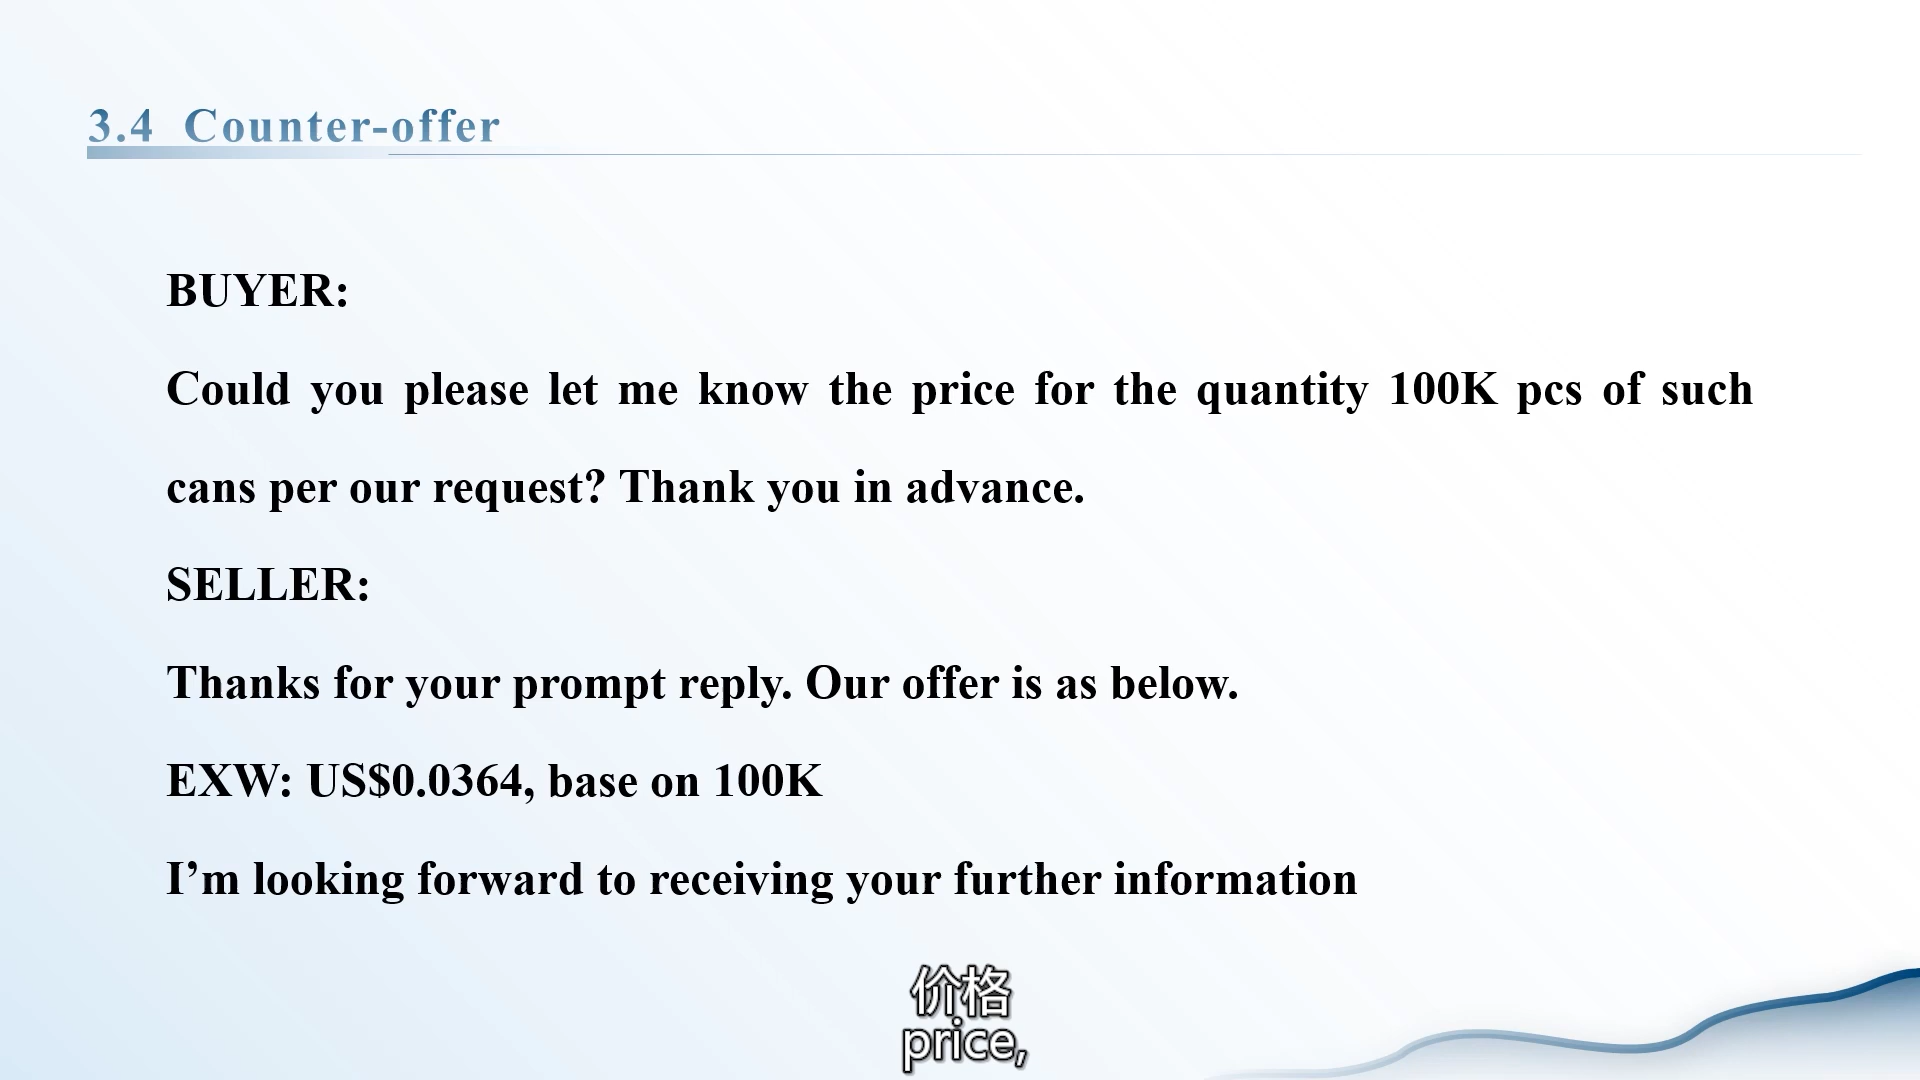 3.4 Counter-offer
BUYER:
Could you please let me know the price for the quantity 100K pcs of such
cans per our request? Thank you in advance.
SELLER:
Thanks for your prompt reply. Our offer is as below.
EXW: US$0.0364, base on 100K
I’m looking forward to receiving your further information
价格
price,